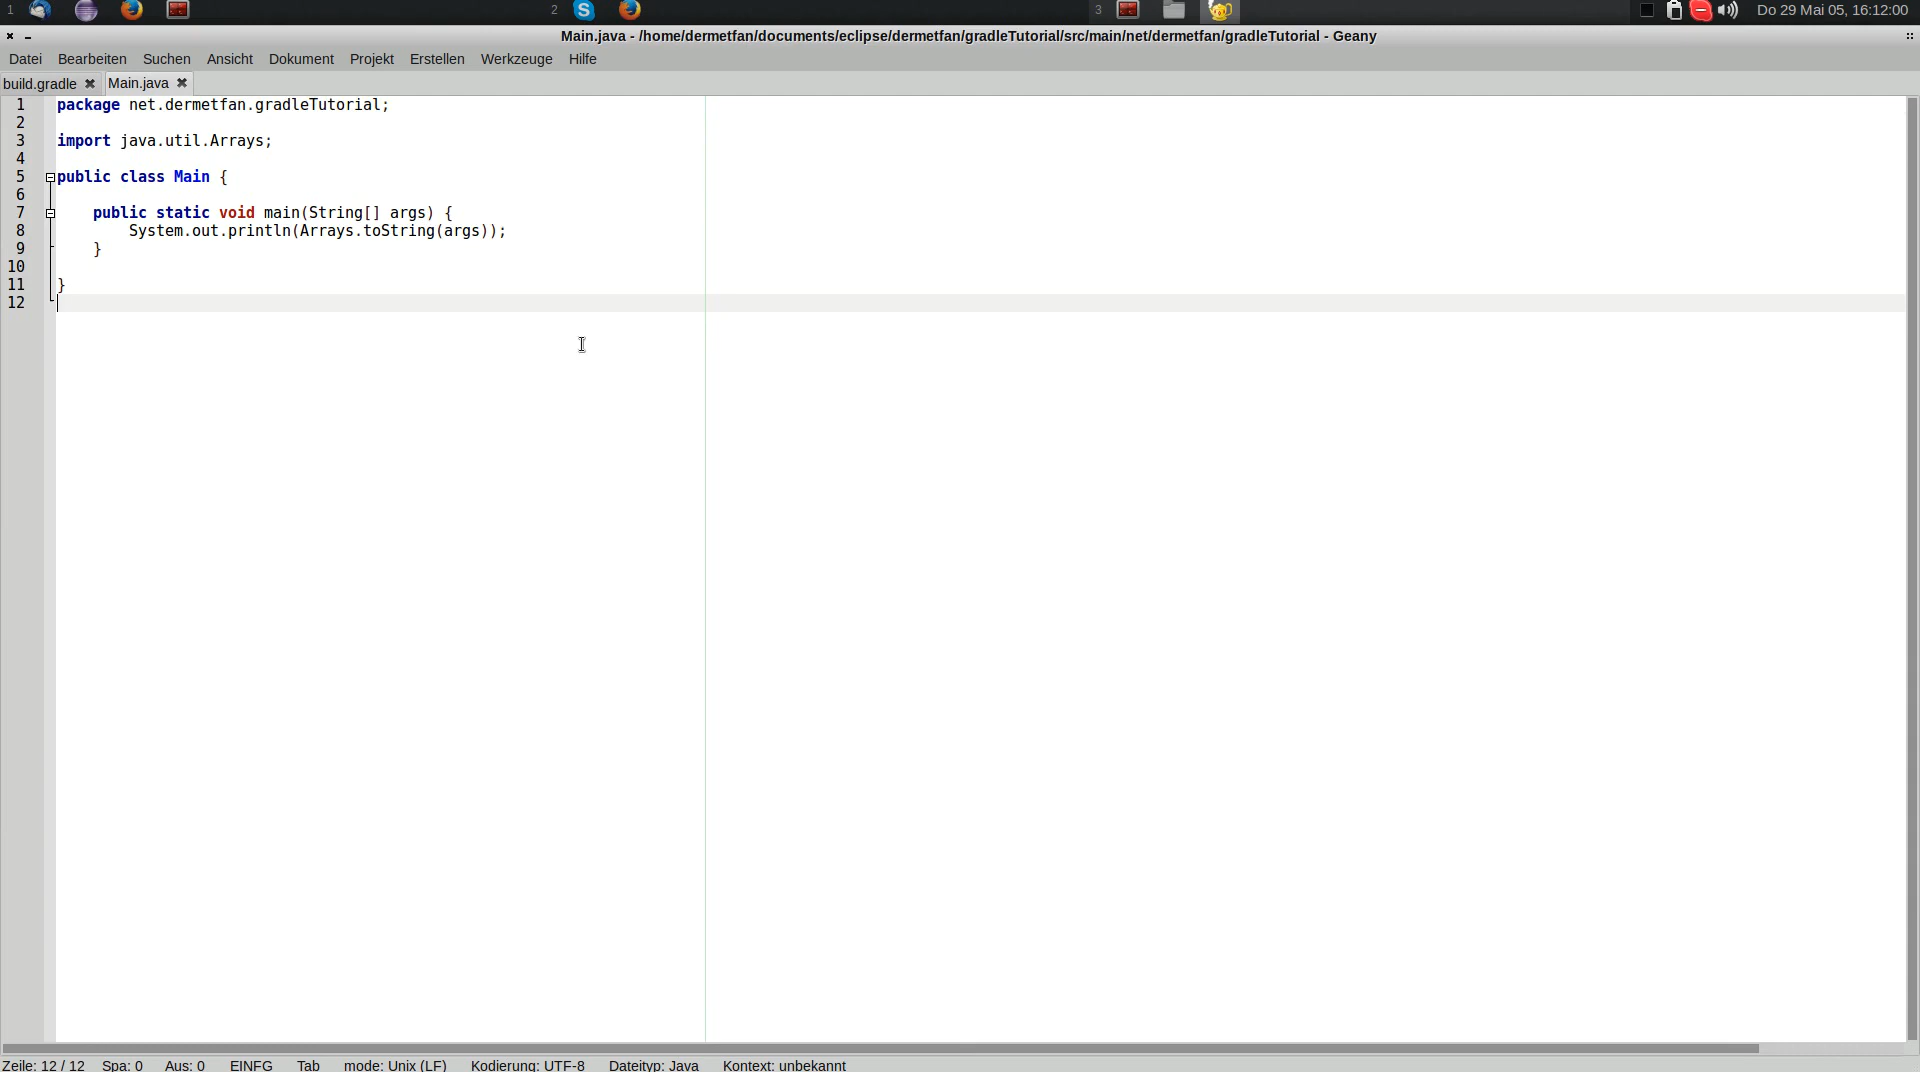 1 2 3 Do 29 Mai 05, 16:12:00
Main.java - /home/dermetfan/documents/eclipse/dermetfan/gradleTutorial/src/main/net/dermetfan/gradleTutorial - Geany
Datei Bearbeiten Suchen Ansicht Dokument Projekt Erstellen Werkzeuge Hilfe
build.gradle Main.java
1 package net.dermetfan.gradleTutorial;
2
3 import java.util.Arrays;
4
5 public class Main {
6
7 public static void main(String[] args) {
8 System.out.println(Arrays.toString(args));
9 }
10
11 }
12
Zeile: 12 / 12 Spa: 0 Aus: 0 EINFG Tab mode: Unix (LF) Kodierung: UTF-8 Dateityp: Java Kontext: unbekannt